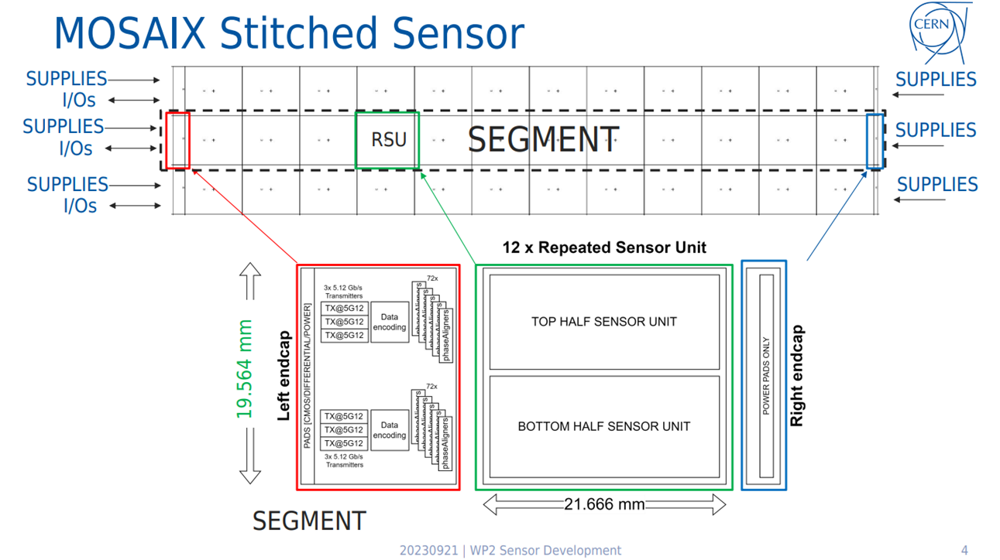 MOSAIX Stitched Sensor
CERN
SUPPLIES
I/Os
SUPPLIES
I/Os
SUPPLIES
I/Os
RSU
SEGMENT
SUPPLIES
SUPPLIES
SUPPLIES
12 x Repeated Sensor Unit
19.564 mm
Left endcap
PADS [CMOS/DIFFERENTIAL/POWER]
3x 5.12 Gb/s
Transmitters
TX@5G12
TX@5G12
TX@5G12
Data
encoding
72x
phaseAligners
TX@5G12
TX@5G12
TX@5G12
3x 5.12 Gb/s
Transmitters
Data
encoding
72x
phaseAligners
TOP HALF SENSOR UNIT
BOTTOM HALF SENSOR UNIT
POWER PADS ONLY
Right endcap
21.666 mm
SEGMENT
20230921 | WP2 Sensor Development
4